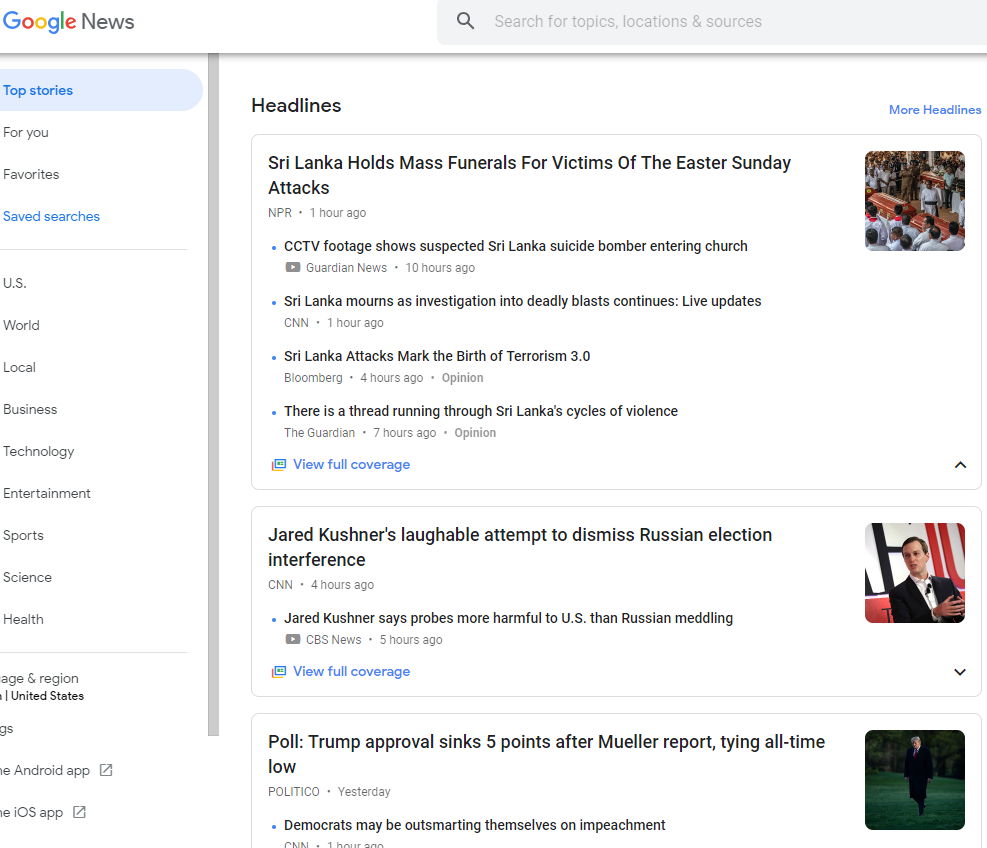 Google News
Search for topics, locations & sources
Top stories
For you
Favorites
Saved searches
U.S.
World
Local
Business
Technology
Entertainment
Sports
Science
Health
age & region
| United States
gs
e Android app
e iOS app
Headlines
More Headlines
Sri Lanka Holds Mass Funerals For Victims Of The Easter Sunday
Attacks
NPR • 1 hour ago
• CCTV footage shows suspected Sri Lanka suicide bomber entering church
Guardian News • 10 hours ago
• Sri Lanka mourns as investigation into deadly blasts continues: Live updates
CNN • 1 hour ago
• Sri Lanka Attacks Mark the Birth of Terrorism 3.0
Bloomberg • 4 hours ago • Opinion
• There is a thread running through Sri Lanka's cycles of violence
The Guardian • 7 hours ago • Opinion
View full coverage
Jared Kushner's laughable attempt to dismiss Russian election
interference
CNN • 4 hours ago
• Jared Kushner says probes more harmful to U.S. than Russian meddling
CBS News • 5 hours ago
View full coverage
Poll: Trump approval sinks 5 points after Mueller report, tying all-time
low
POLITICO • Yesterday
• Democrats may be outsmarting themselves on impeachment
CNN • 1 hour ago